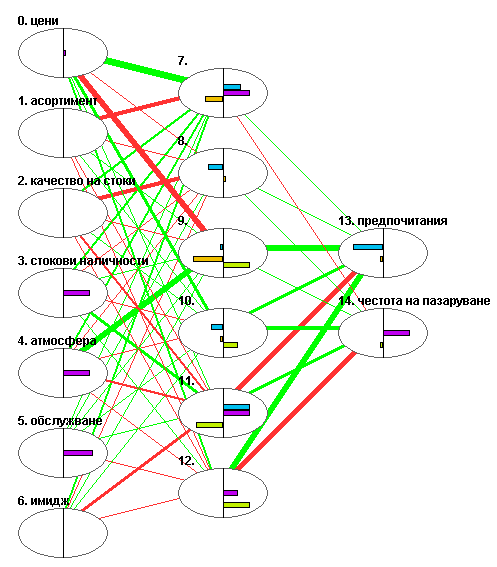 0. цени
1. асортимент
2. качество на стоки
3. стокови наличности
4. атмосфера
5. обслужване
6. имидж
7.
8.
9.
10.
11.
12.
13. предпочитания
14. честота на пазаруване